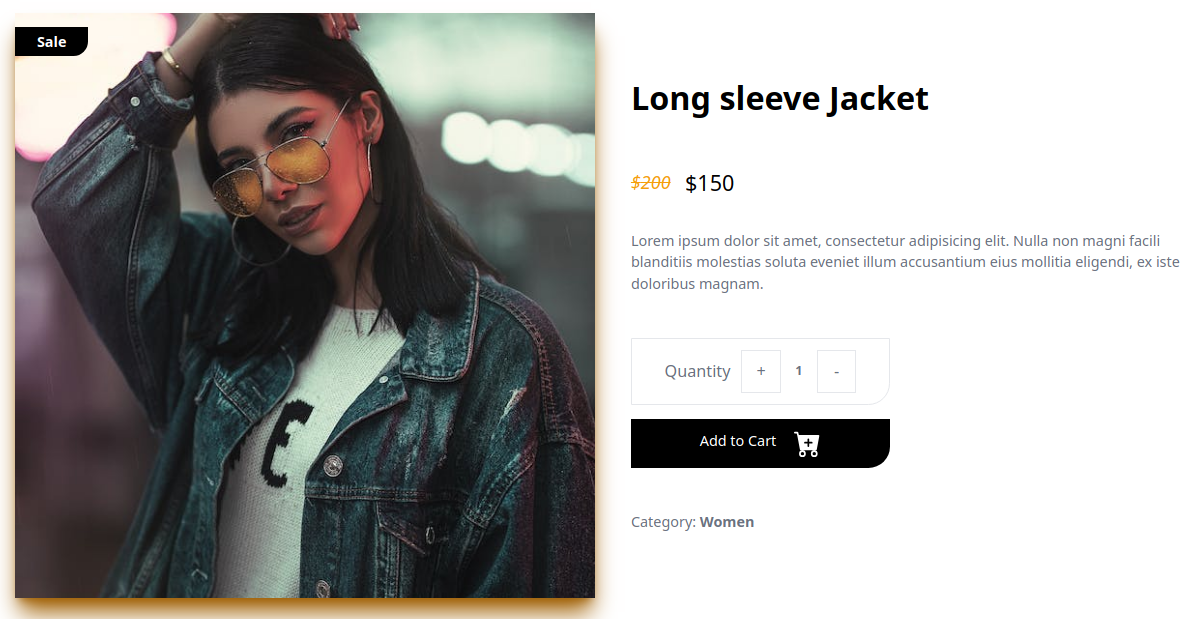 Sale
Long sleeve Jacket
$200 $150
Lorem ipsum dolor sit amet, consectetur adipisicing elit. Nulla non magni facili
blanditiis molestias soluta eveniet illum accusantium eius mollitia eligendi, ex iste
doloribus magnam.
Quantity + 1 -
Add to Cart
Category: Women
E